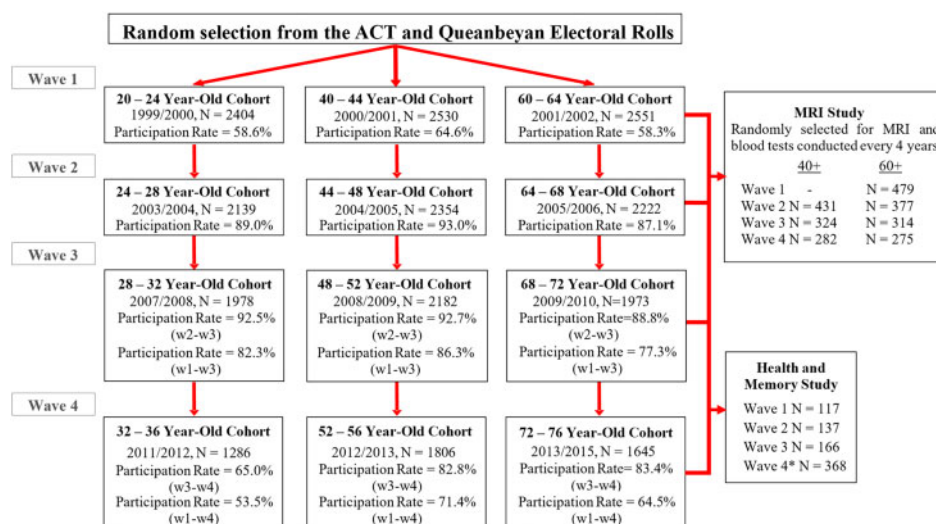 Random selection from the ACT and Queanbeyan Electoral Rolls
Wave 1
20 – 24 Year-Old Cohort
1999/2000, N = 2404
Participation Rate = 58.6%
40 – 44 Year-Old Cohort
2000/2001, N = 2530
Participation Rate = 64.6%
60 – 64 Year-Old Cohort
2001/2002, N = 2551
Participation Rate = 58.3%
MRI Study
Randomly selected for MRI and
blood tests conducted every 4 years
40+ 60+
Wave 1 - N = 479
Wave 2 N = 431 N = 377
Wave 3 N = 324 N = 314
Wave 4 N = 282 N = 275
Wave 2
24 – 28 Year-Old Cohort
2003/2004, N = 2139
Participation Rate = 89.0%
44 – 48 Year-Old Cohort
2004/2005, N = 2354
Participation Rate = 93.0%
64 – 68 Year-Old Cohort
2005/2006, N = 2222
Participation Rate = 87.1%
Wave 3
28 – 32 Year-Old Cohort
2007/2008, N = 1978
Participation Rate = 92.5%
(w2-w3)
Participation Rate = 82.3%
(w1-w3)
48 – 52 Year-Old Cohort
2008/2009, N = 2182
Participation Rate = 92.7%
(w2-w3)
Participation Rate = 86.3%
(w1-w3)
68 – 72 Year-Old Cohort
2009/2010, N=1973
Participation Rate=88.8%
(w2-w3)
Participation Rate = 77.3%
(w1-w3)
Health and
Memory Study
Wave 1 N = 117
Wave 2 N = 137
Wave 3 N = 166
Wave 4* N = 368
Wave 4
32 – 36 Year-Old Cohort
2011/2012, N = 1286
Participation Rate = 65.0%
(w3-w4)
Participation Rate = 53.5%
(w1-w4)
52 – 56 Year-Old Cohort
2012/2013, N = 1806
Participation Rate = 82.8%
(w3-w4)
Participation Rate = 71.4%
(w1-w4)
72 – 76 Year-Old Cohort
2013/2015, N = 1645
Participation Rate= 83.4%
(w3-w4)
Participation Rate = 64.5%
(w1-w4)